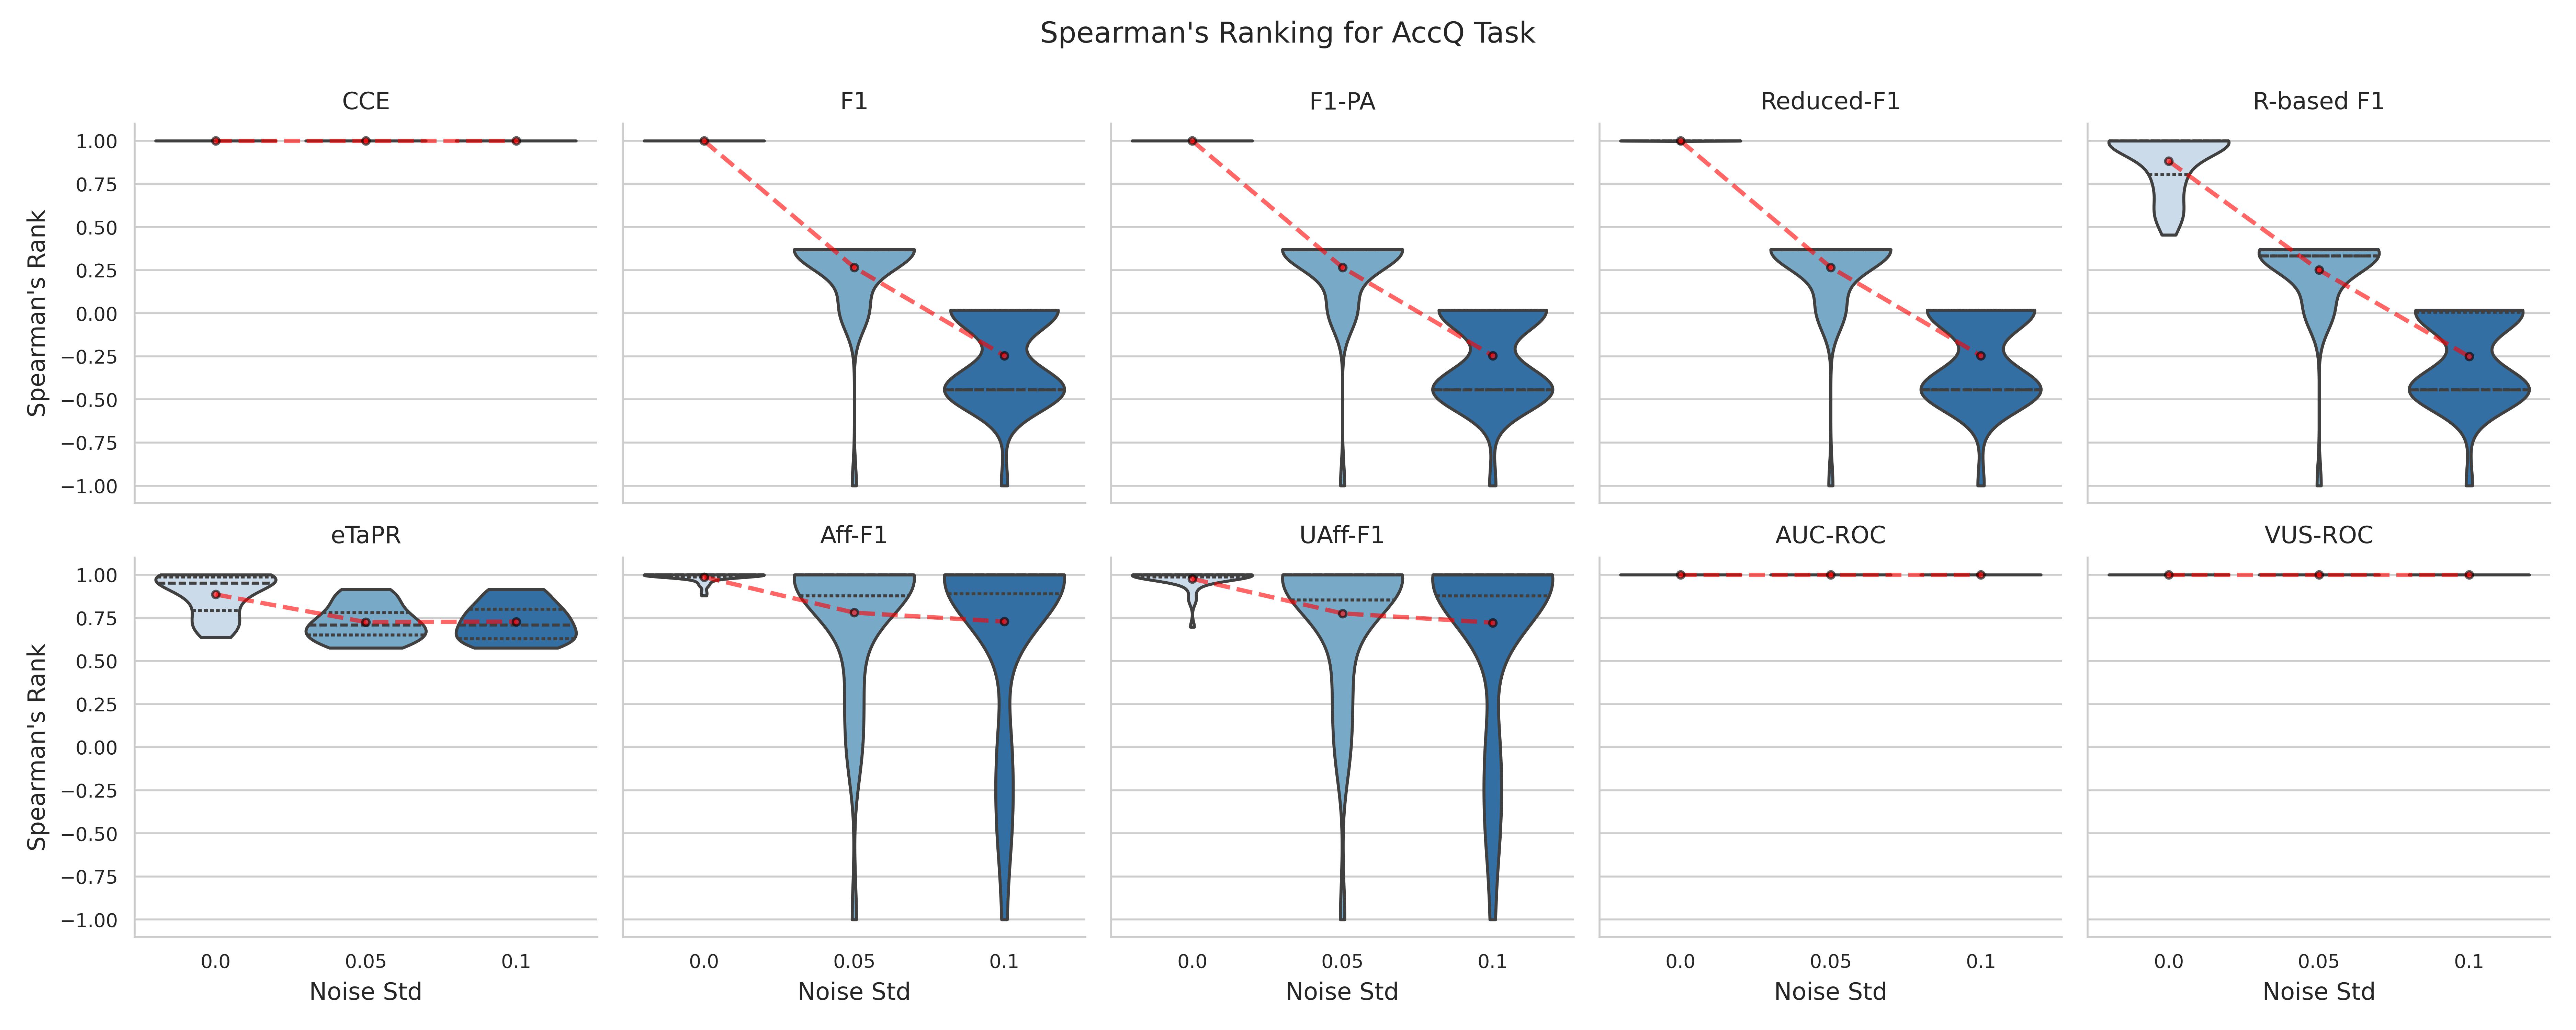 Spearman's Ranking for AccQ Task
CCE
F1
F1-PA
Reduced-F1
R-based F1
Spearman's Rank
1.00
0.75
0.50
0.25
0.00
−0.25
−0.50
−0.75
−1.00
eTaPR
Aff-F1
UAff-F1
AUC-ROC
VUS-ROC
Spearman's Rank
1.00
0.75
0.50
0.25
0.00
−0.25
−0.50
−0.75
−1.00
0.0 0.05 0.1
0.0 0.05 0.1
0.0 0.05 0.1
0.0 0.05 0.1
0.0 0.05 0.1
Noise Std
Noise Std
Noise Std
Noise Std
Noise Std